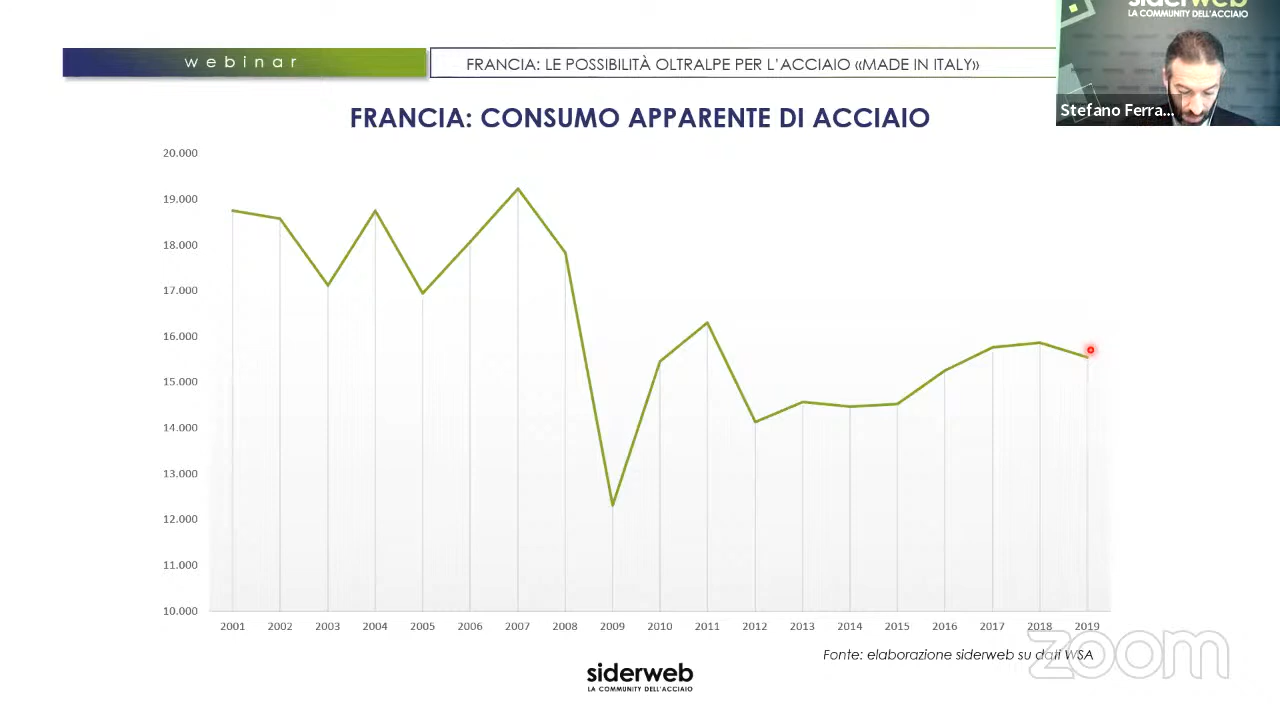 siderweb
LA COMMUNITY DELL'ACCIAIO
webinar
FRANCIA: LE POSSIBILITÀ OLTRALPE PER L'ACCIAIO «MADE IN ITALY»
Stefano Ferra...
FRANCIA: CONSUMO APPARENTE DI ACCIAIO
20.000
19.000
18.000
17.000
16.000
15.000
14.000
13.000
12.000
11.000
10.000
2001 2002 2003 2004 2005 2006 2007 2008 2009 2010 2011 2012 2013 2014 2015 2016 2017 2018 2019
Fonte: elaborazione siderweb su dati WSA
zoom
siderweb
LA COMMUNITY DELL'ACCIAIO